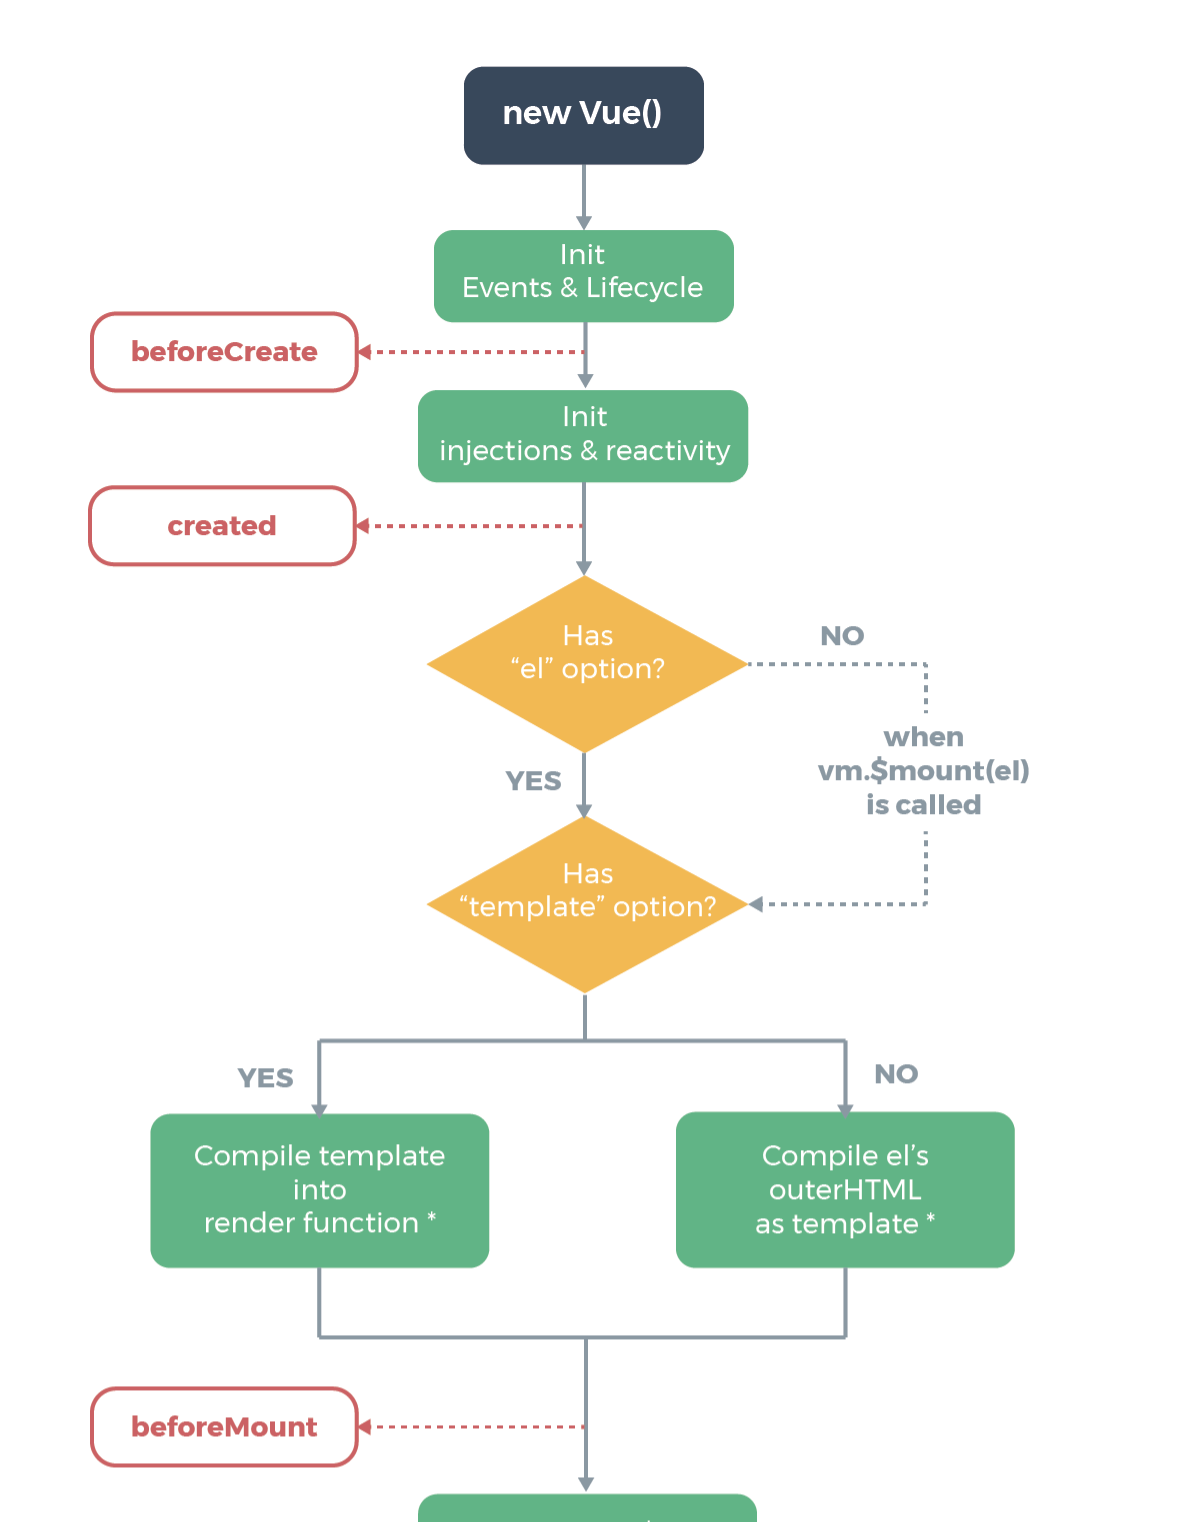 new Vue()
Init
Events & Lifecycle
beforeCreate
Init
injections & reactivity
created
Has
“el” option?
NO
when
vm.$mount(el)
is called
YES
Has
“template” option?
YES
NO
Compile template
into
render function *
Compile el’s
outerHTML
as template *
beforeMount